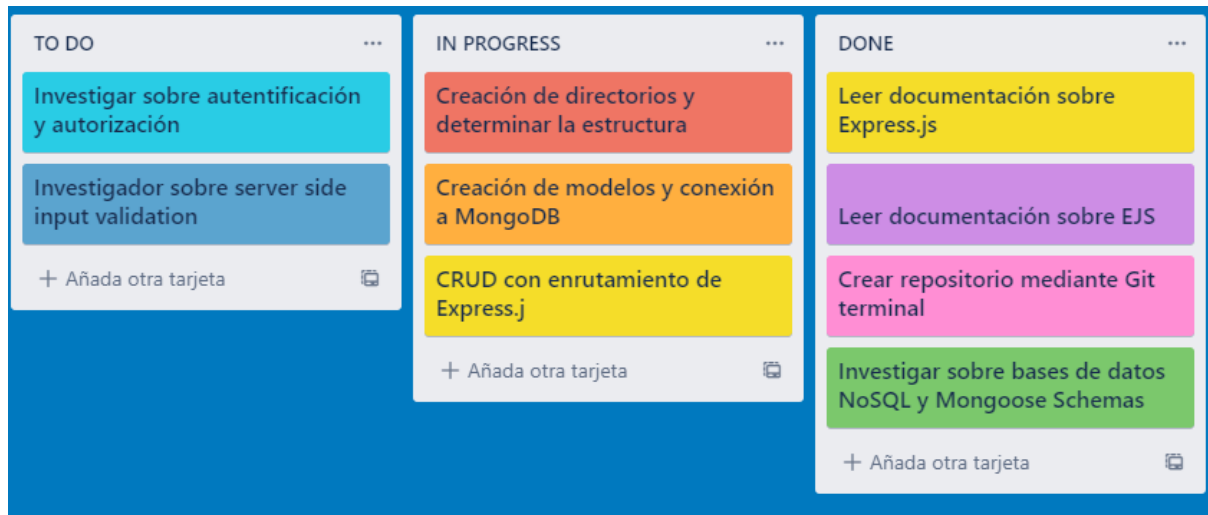 TO DO
Investigar sobre autentificación
y autorización
Investigador sobre server side
input validation
+ Añada otra tarjeta
IN PROGRESS
Creación de directorios y
determinar la estructura
Creación de modelos y conexión
a MongoDB
CRUD con enrutamiento de
Express.j
+ Añada otra tarjeta
DONE
Leer documentación sobre
Express.js
Leer documentación sobre EJS
Crear repositorio mediante Git
terminal
Investigar sobre bases de datos
NoSQL y Mongoose Schemas
+ Añada otra tarjeta